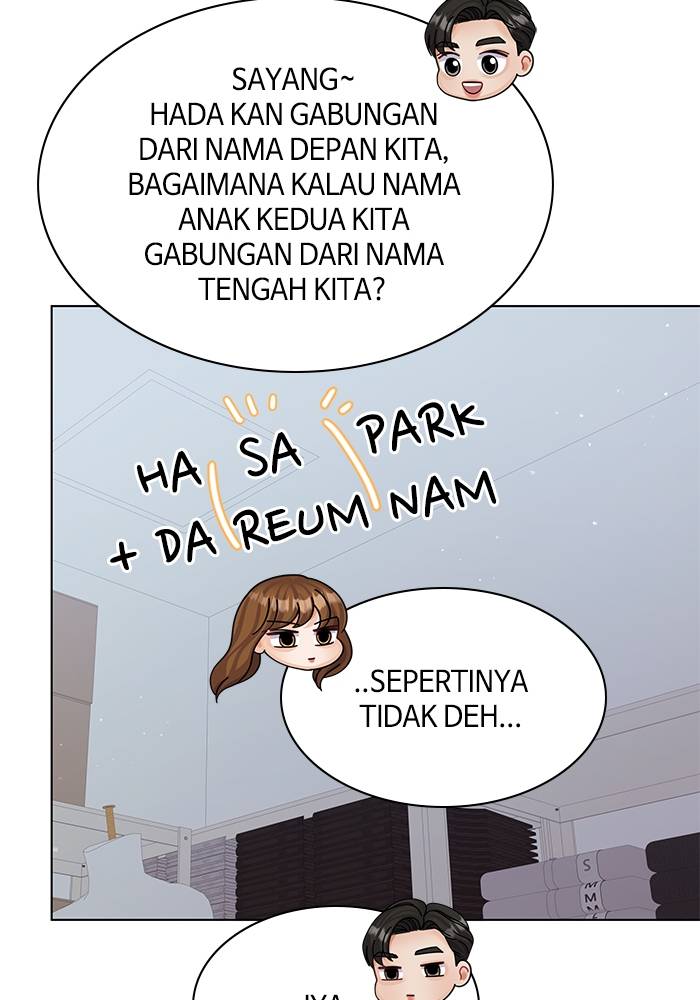 SAYANG~
HADA KAN GABUNGAN
DARI NAMA DEPAN KITA,
BAGAIMANA KALAU NAMA
ANAK KEDUA KITA
GABUNGAN DARI NAMA
TENGAH KITA?
HA SA PARK
+ DA REUM NAM
..SEPERTINYA
TIDAK DEH...
S
M
M